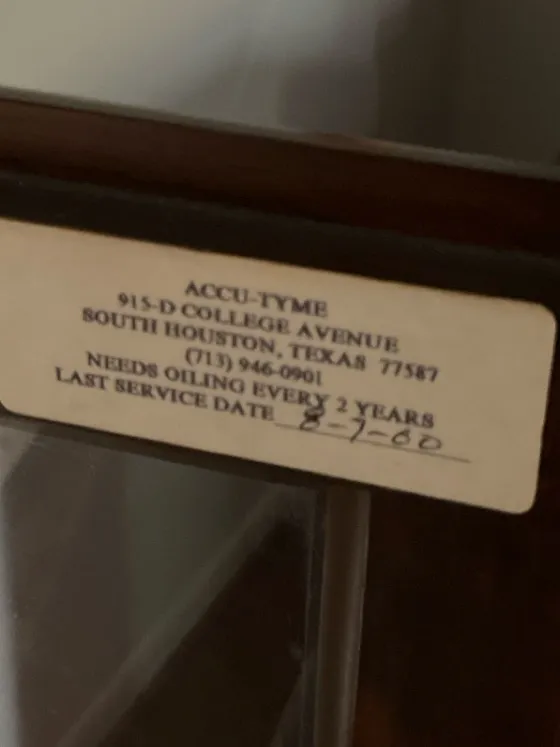 ACCU-TYME
915-D COLLEGE AVENUE
SOUTH HOUSTON, TEXAS 77587
(713) 946-0901
NEEDS OILING EVERY 2 YEARS
LAST SERVICE DATE 8-7-60